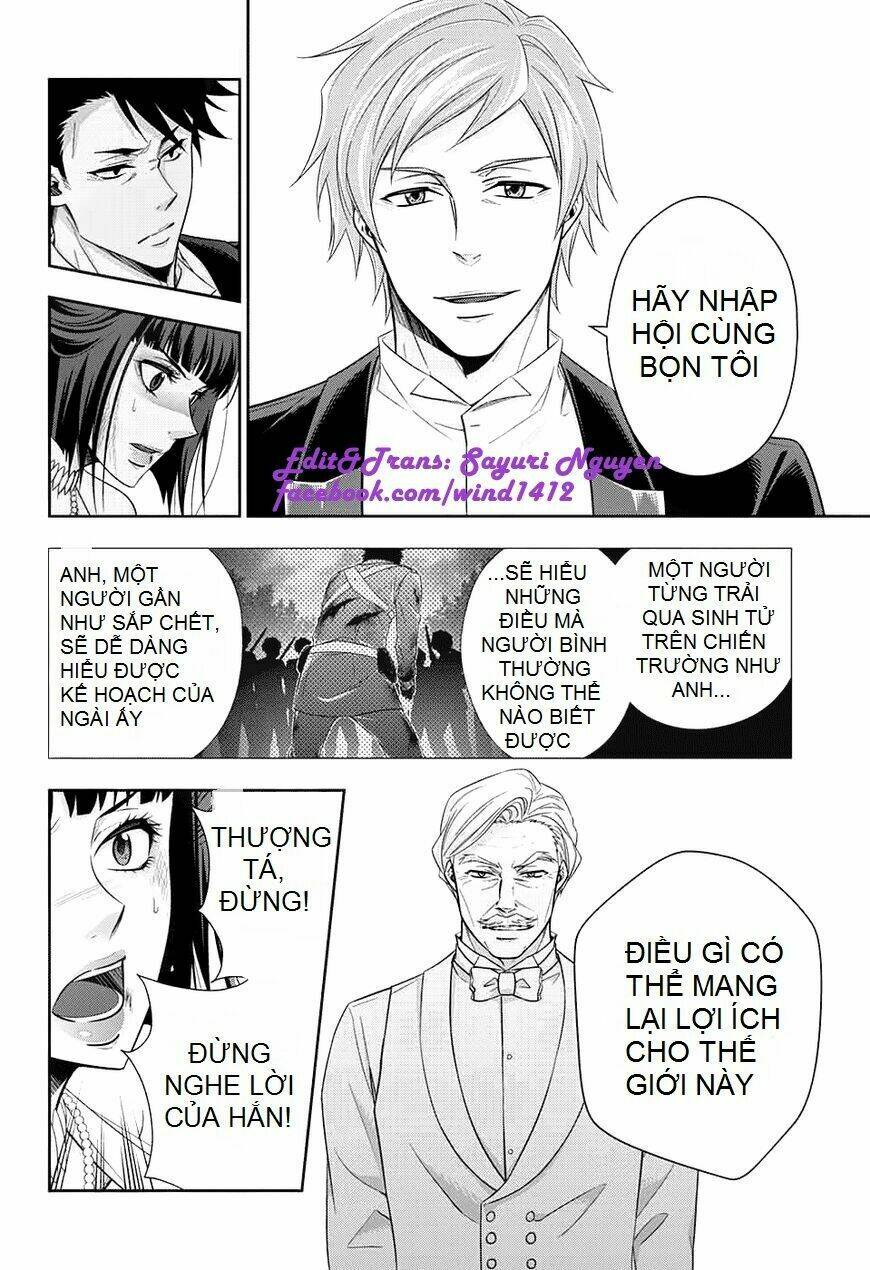 HÃY NHẬP
HỘI CÙNG
BỌN TÔI
Edit&Trans: Sayuri Nguyen
facebook.com/wind1412
MỘT NGƯỜI
TỪNG TRẢI
QUA SINH TỬ
TRÊN CHIẾN
TRƯỜNG NHƯ
ANH...
...SẼ HIỂU
NHỮNG
ĐIỀU MÀ
NGƯỜI BÌNH
THƯỜNG
KHÔNG THỂ
NÀO BIẾT
ĐƯỢC
ANH, MỘT
NGƯỜI GẦN
NHƯ SẮP CHẾT,
SẼ DỄ DÀNG
HIỂU ĐƯỢC
KẾ HOẠCH CỦA
NGÀI ẤY
ĐIỀU GÌ CÓ
THỂ MANG
LẠI LỢI ÍCH
CHO THẾ
GIỚI NÀY
THƯỢNG
TÁ,
ĐỪNG!
ĐỪNG
NGHE LỜI
CỦA HẮN!